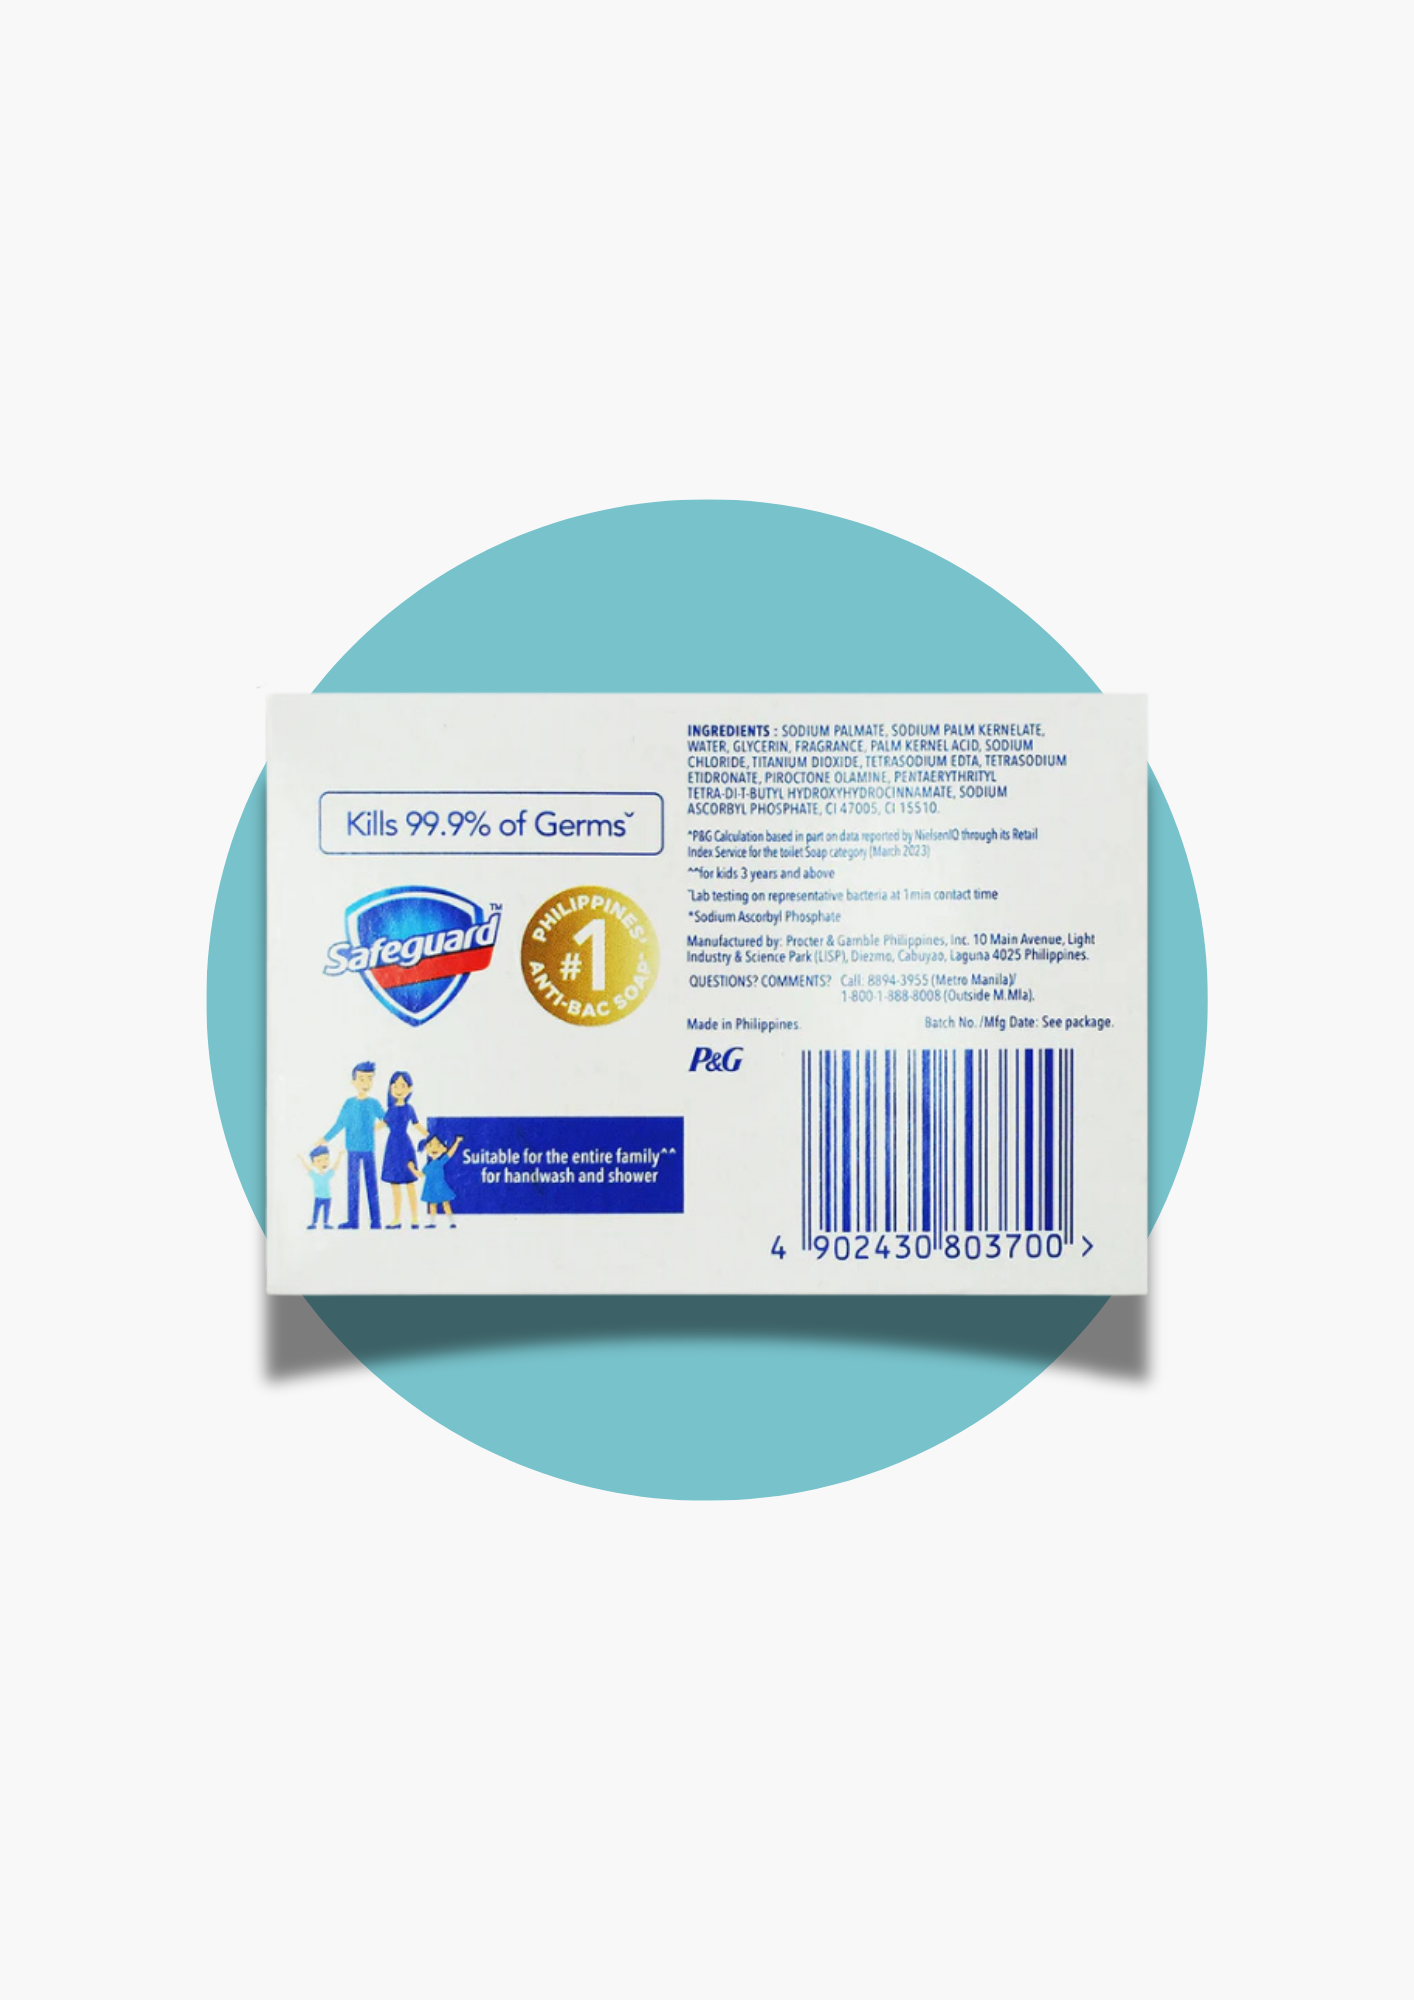 Kills 99.9% of Germsˇ
Safeguard™
PHILIPPINES'
#1
ANTI-BAC SOAP^
Suitable for the entire family^^
for handwash and shower
INGREDIENTS : SODIUM PALMATE, SODIUM PALM KERNELATE,
WATER, GLYCERIN, FRAGRANCE, PALM KERNEL ACID, SODIUM
CHLORIDE, TITANIUM DIOXIDE, TETRASODIUM EDTA, TETRASODIUM
ETIDRONATE, PIROCTONE OLAMINE, PENTAERYTHRITYL
TETRA-DI-T-BUTYL HYDROXYHYDROCINNAMATE, SODIUM
ASCORBYL PHOSPHATE, CI 47005, CI 15510.
^P&G Calculation based in part on data reported by NielsenIQ through its Retail
Index Service for the toilet Soap category (March 2023)
^^for kids 3 years and above
ˇLab testing on representative bacteria at 1min contact time
*Sodium Ascorbyl Phosphate
Manufactured by: Procter & Gamble Philippines, Inc. 10 Main Avenue, Light
Industry & Science Park (LISP), Diezmo, Cabuyao, Laguna 4025 Philippines.
QUESTIONS? COMMENTS? Call: 8894-3955 (Metro Manila)/
1-800-1-888-8008 (Outside M.Mla).
Made in Philippines. Batch No./Mfg Date: See package.
P&G
4 902430 803700 >